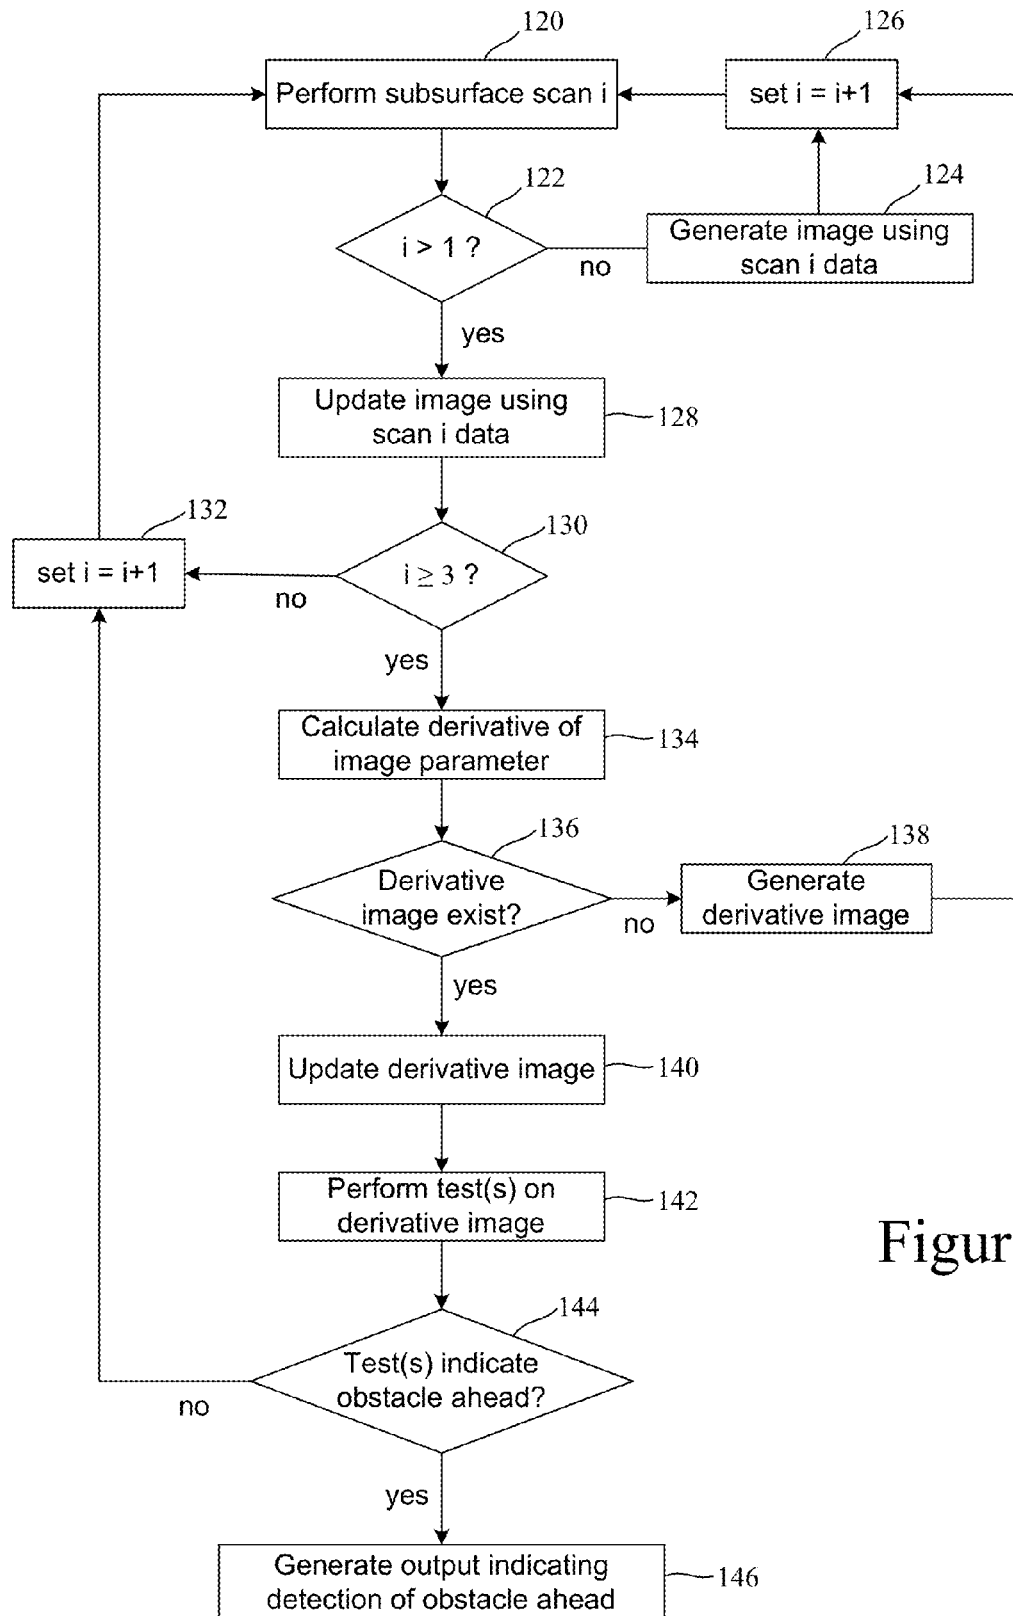 120
126
Perform subsurface scan i
set i = i+1
122
124
i > 1 ?
no
Generate image using
scan i data
yes
Update image using
scan i data
128
132
130
set i = i+1
i ≥ 3 ?
no
yes
Calculate derivative of
image parameter
134
136
138
Derivative
image exist?
no
Generate
derivative image
yes
Update derivative image
140
Perform test(s) on
derivative image
142
Figur
144
Test(s) indicate
obstacle ahead?
no
yes
Generate output indicating
detection of obstacle ahead
146